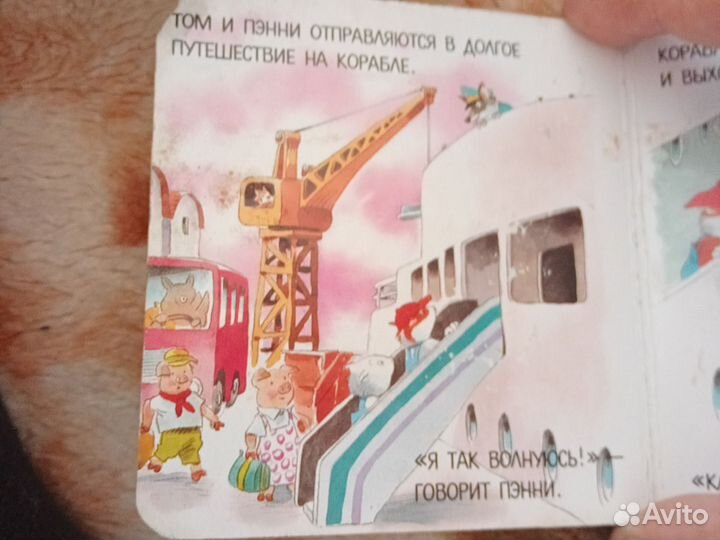 ТОМ И ПЭННИ ОТПРАВЛЯЮТСЯ В ДОЛГОЕ
ПУТЕШЕСТВИЕ НА КОРАБЛЕ.
«Я ТАК ВОЛНУЮСЬ!» —
ГОВОРИТ ПЭННИ.
И
Avito